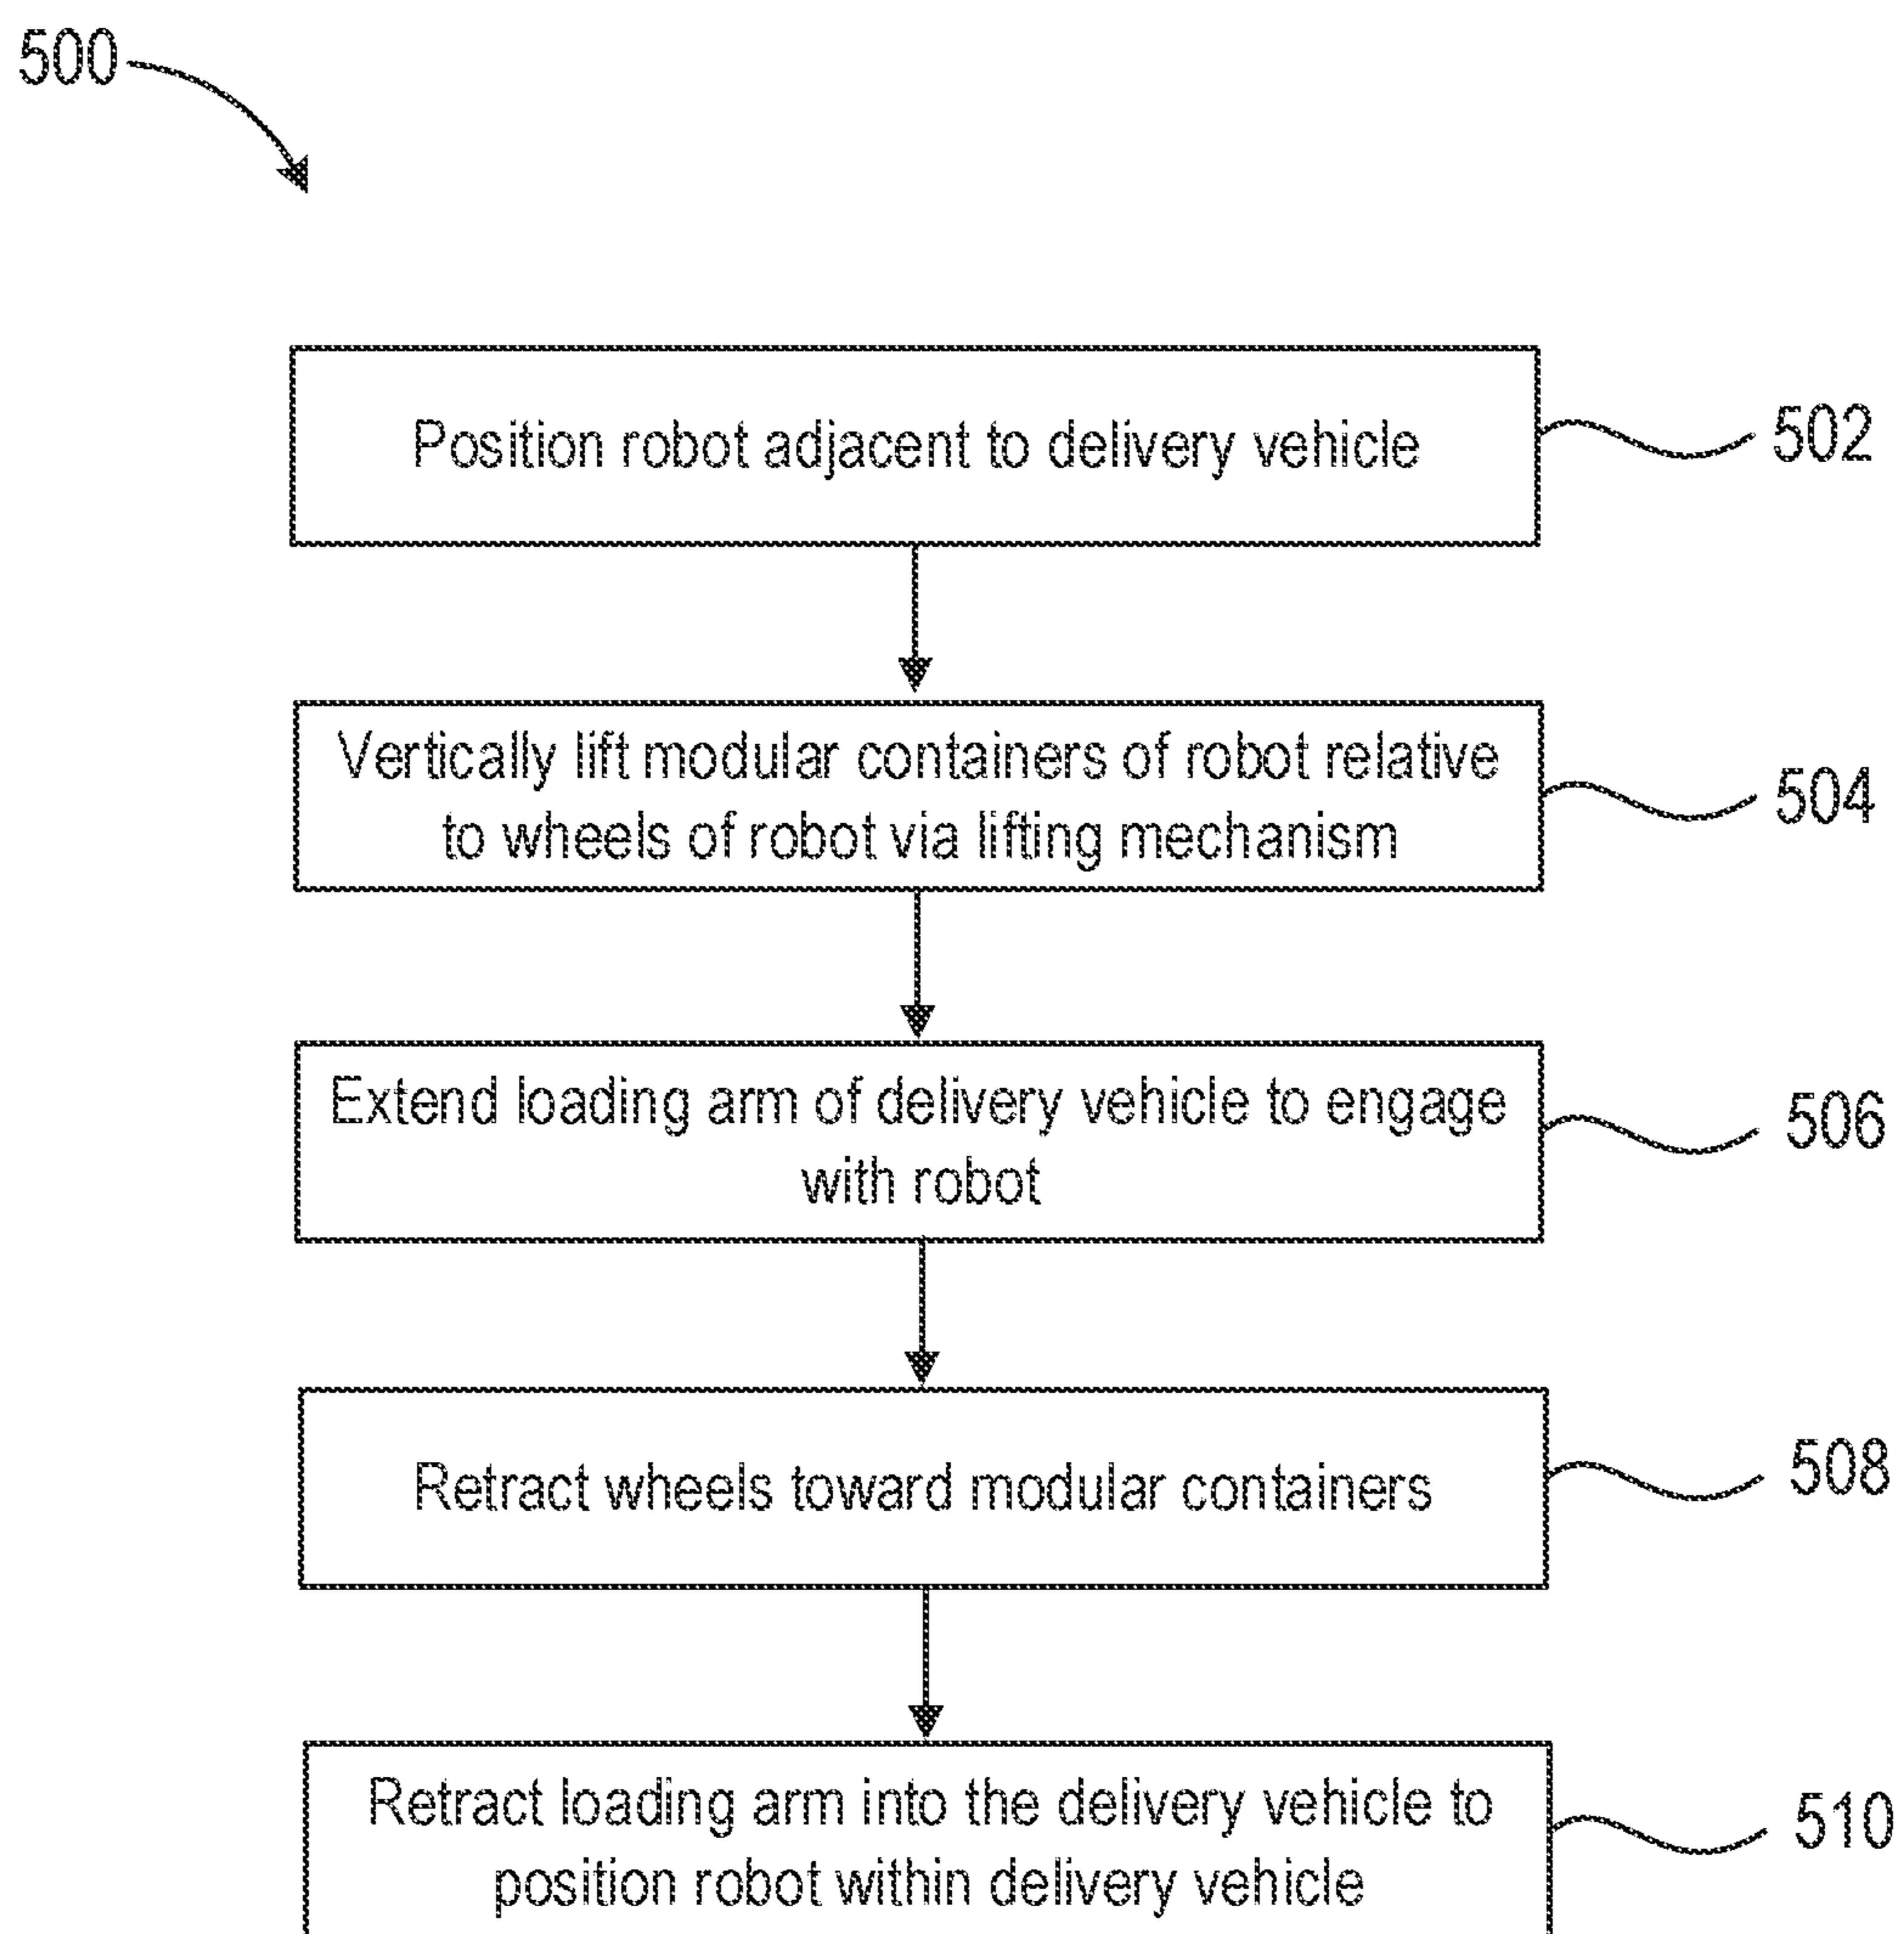 500
Position robot adjacent to delivery vehicle
502
Vertically lift modular containers of robot relative
to wheels of robot via lifting mechanism
504
Extend loading arm of delivery vehicle to engage
with robot
506
Retract wheels toward modular containers
508
Retract loading arm into the delivery vehicle to
position robot within delivery vehicle
510